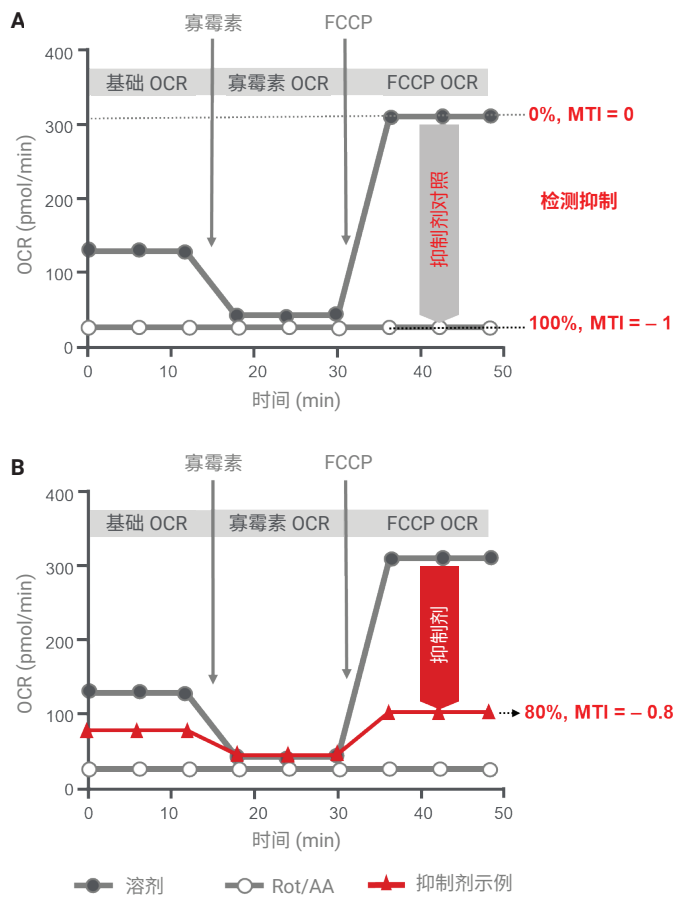 A
寡霉素
FCCP
400
基础 OCR
寡霉素 OCR
FCCP OCR
0%, MTI = 0
300
OCR (pmol/min)
200
抑制剂对照
检测抑制
100
100%, MTI = – 1
0
0
10
20
30
40
50
时间 (min)
B
寡霉素
FCCP
400
基础 OCR
寡霉素 OCR
FCCP OCR
300
OCR (pmol/min)
200
抑制剂
100
80%, MTI = – 0.8
0
0
10
20
30
40
50
时间 (min)
溶剂
Rot/AA
抑制剂示例